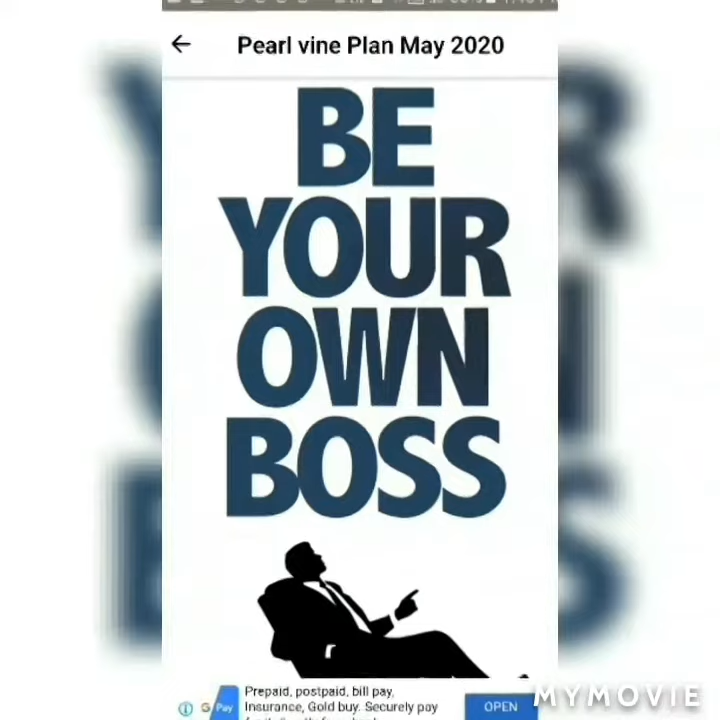 Pearl vine Plan May 2020
BE
YOUR
OWN
BOSS
G Pay
Prepaid, postpaid, bill pay,
Insurance, Gold buy. Securely pay
OPEN
MYMOVIE